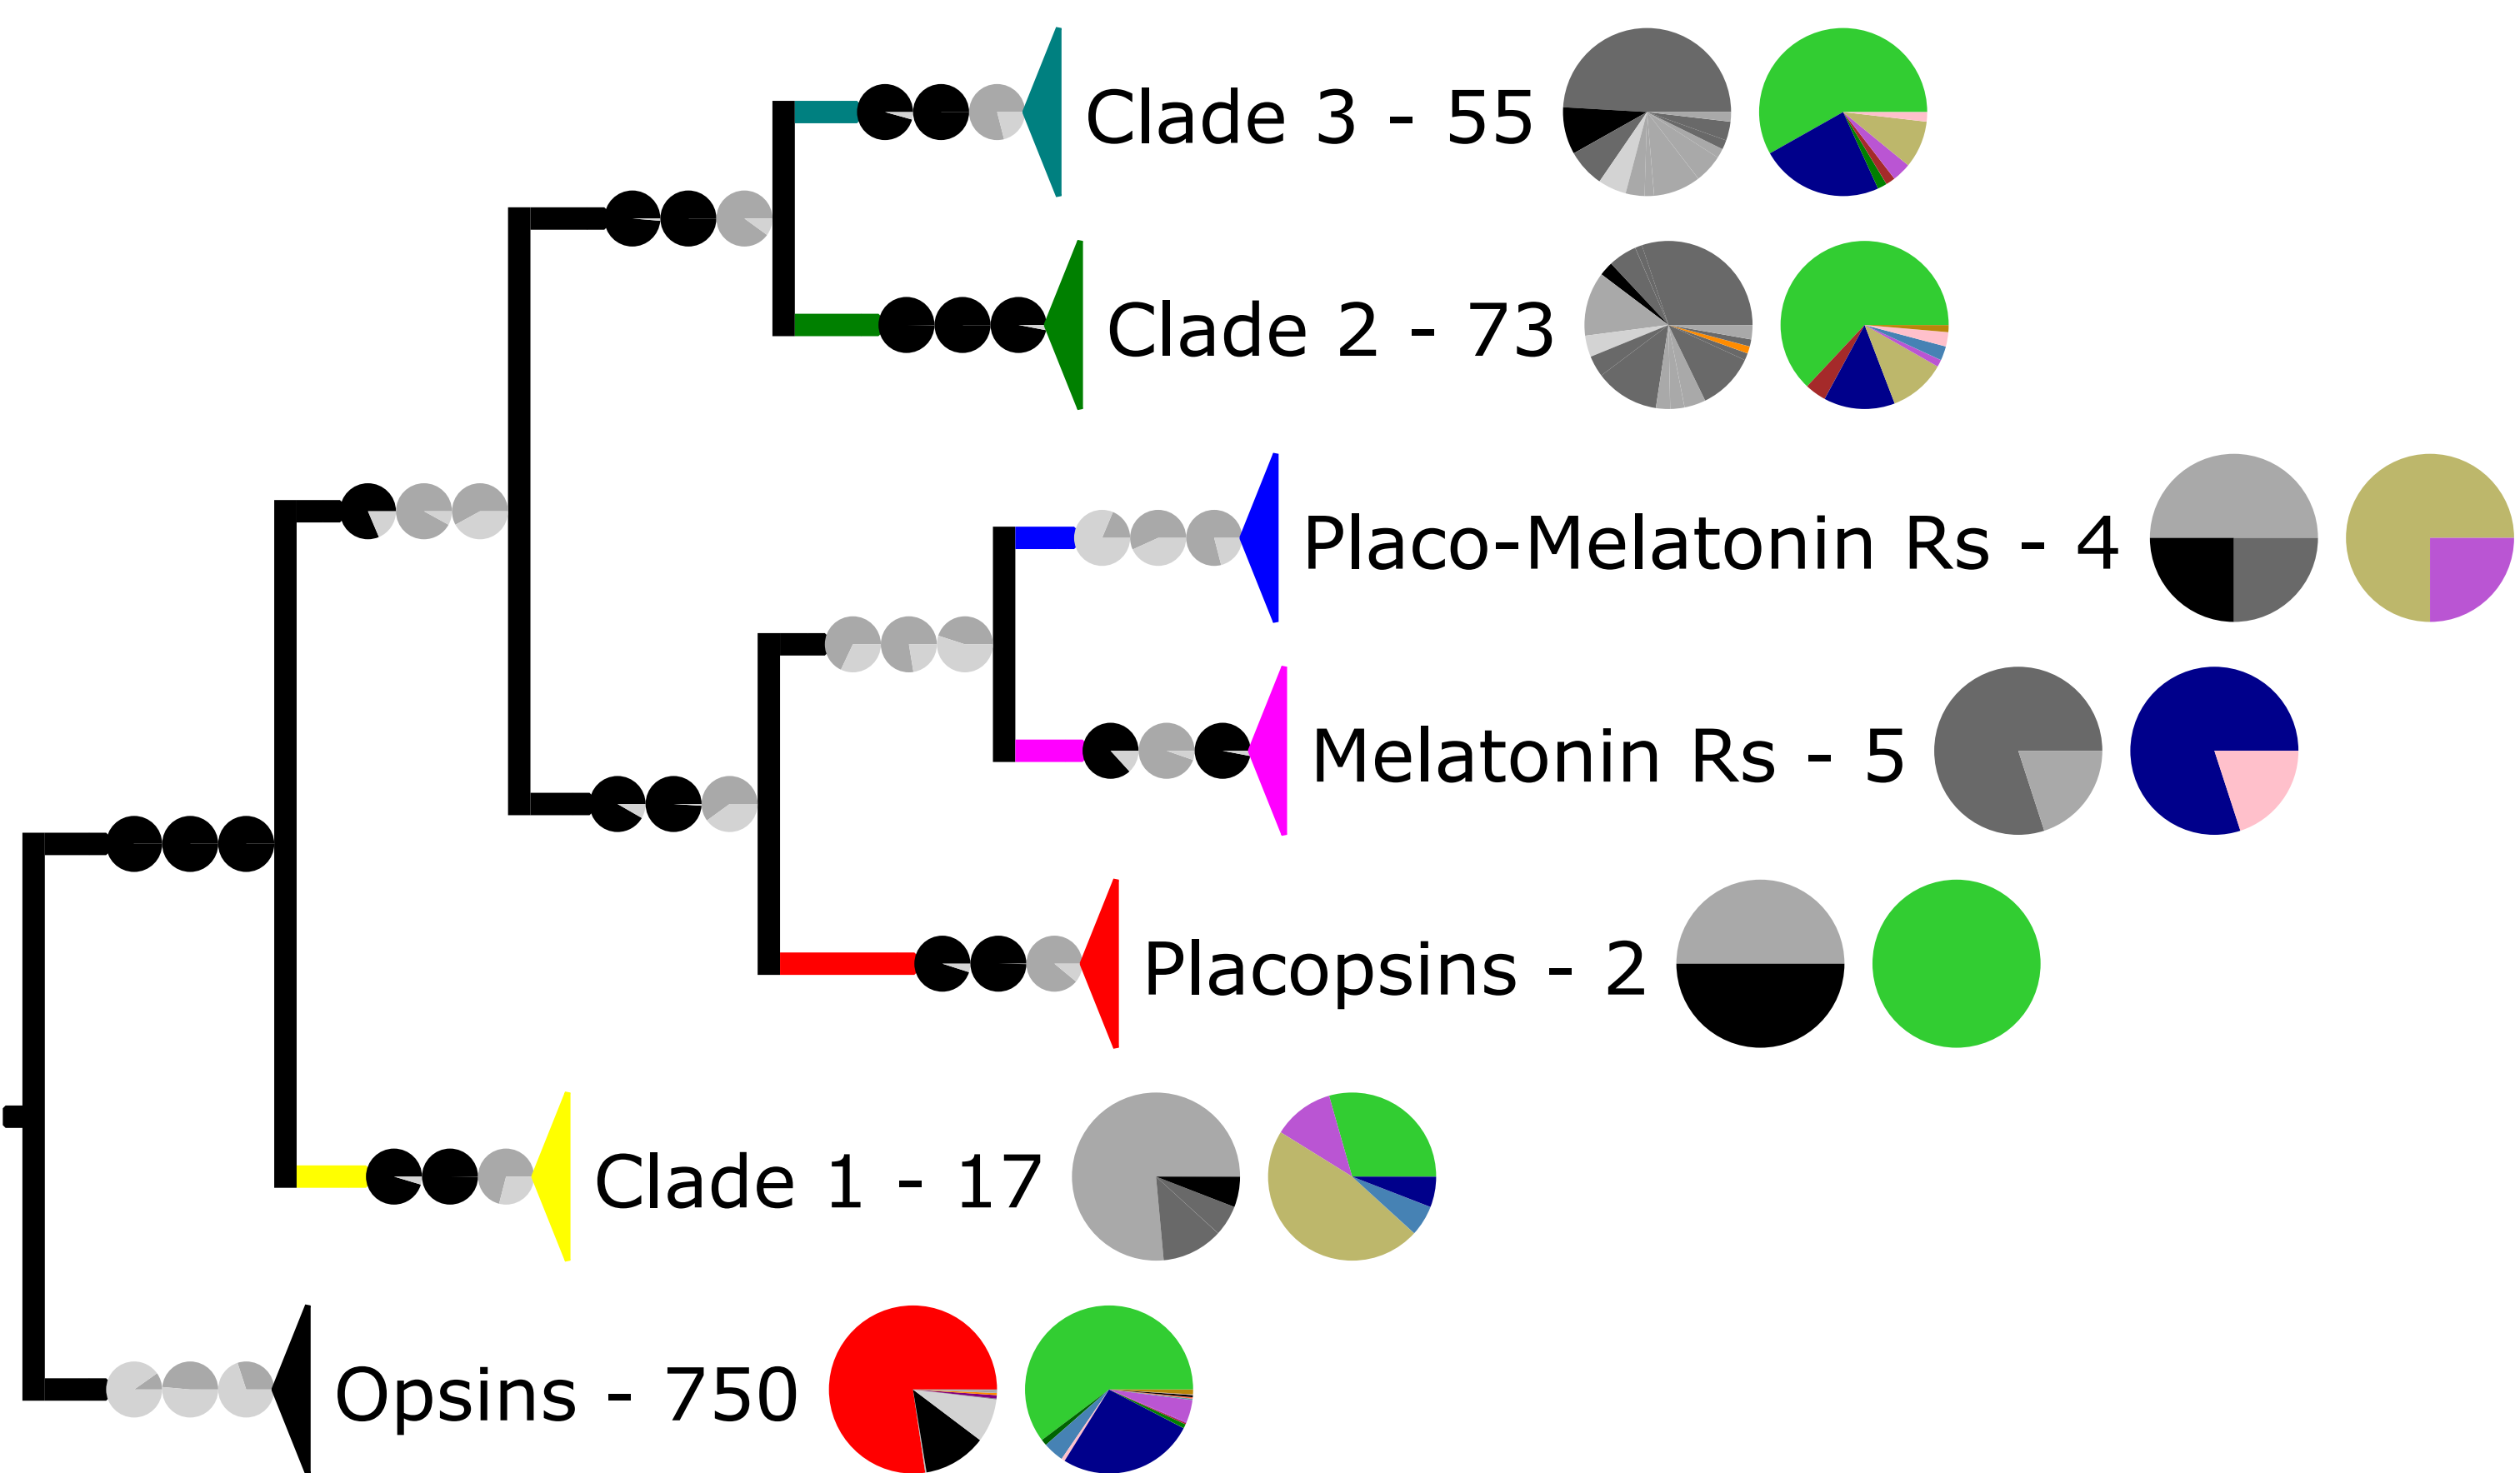 Clade 3 - 55
Clade 2 - 73
Placo-Melatonin Rs - 4
Melatonin Rs - 5
Placopsins - 2
Clade 1 - 17
Opsins - 750